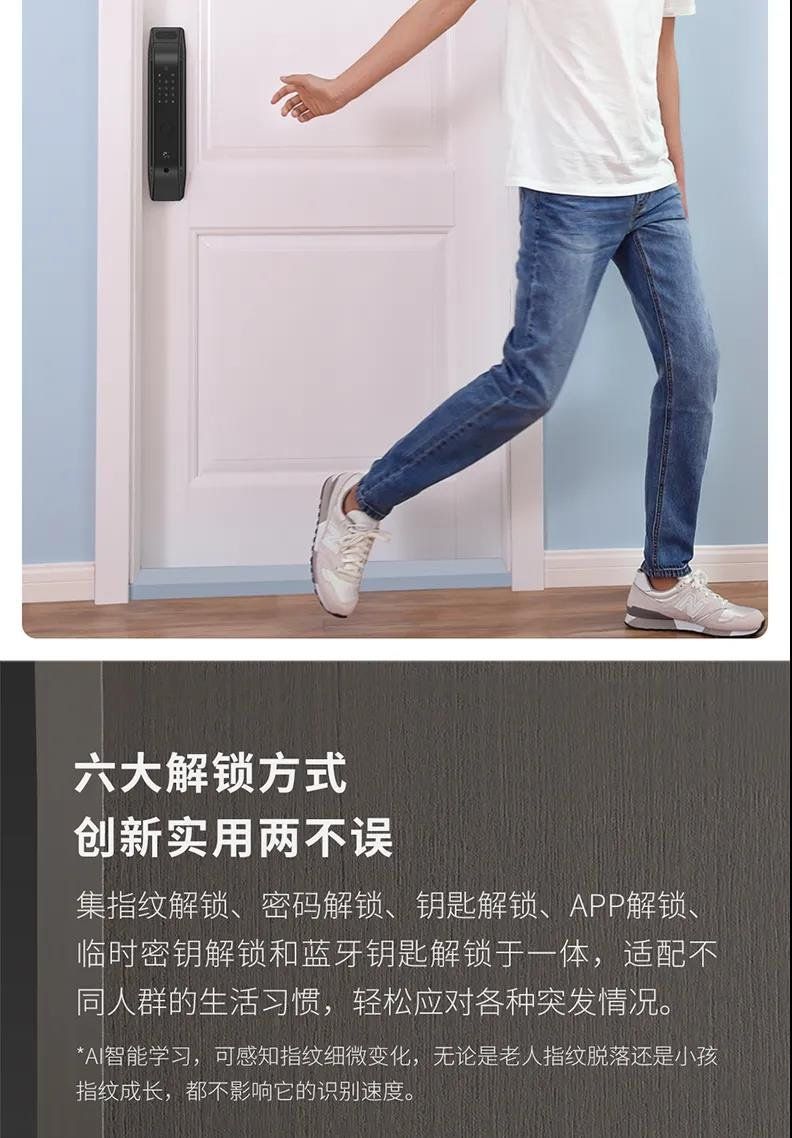 六大解锁方式
创新实用两不误
集指纹解锁、密码解锁、钥匙解锁、APP解锁、
临时密钥解锁和蓝牙钥匙解锁于一体，适配不
同人群的生活习惯，轻松应对各种突发情况。
*AI智能学习，可感知指纹细微变化，无论是老人指纹脱落还是小孩
指纹成长，都不影响它的识别速度。